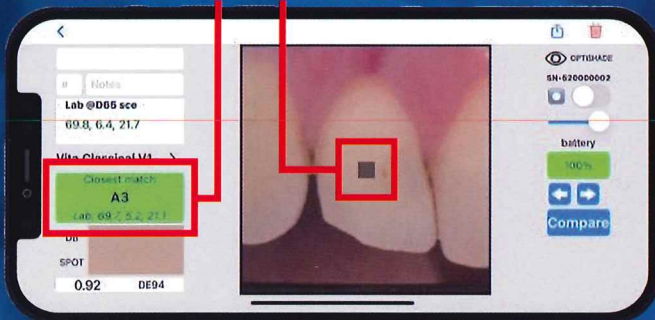 # Notes
Lab @D65 sce
69.8, 6.4, 21.7
Vita Classical V1 >
Closest match
A3
Lab: 69.7, 5.2, 21.1
DB
SPOT
0.92 DE94
OPTISHADE
SN-520000002
battery
100%
Compare